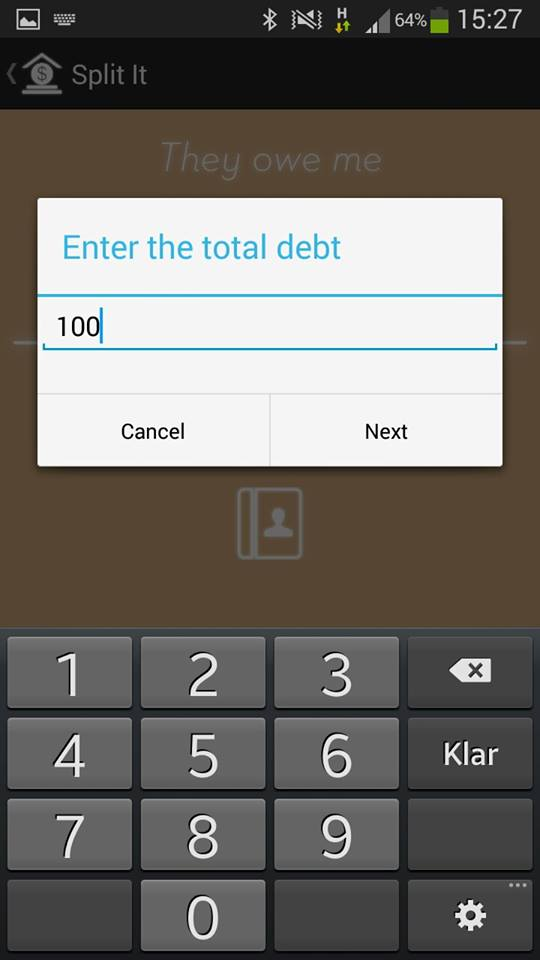 H 64% 15:27
Split It
They owe me
Enter the total debt
100
Cancel Next
1 2 3
4 5 6 Klar
7 8 9
0